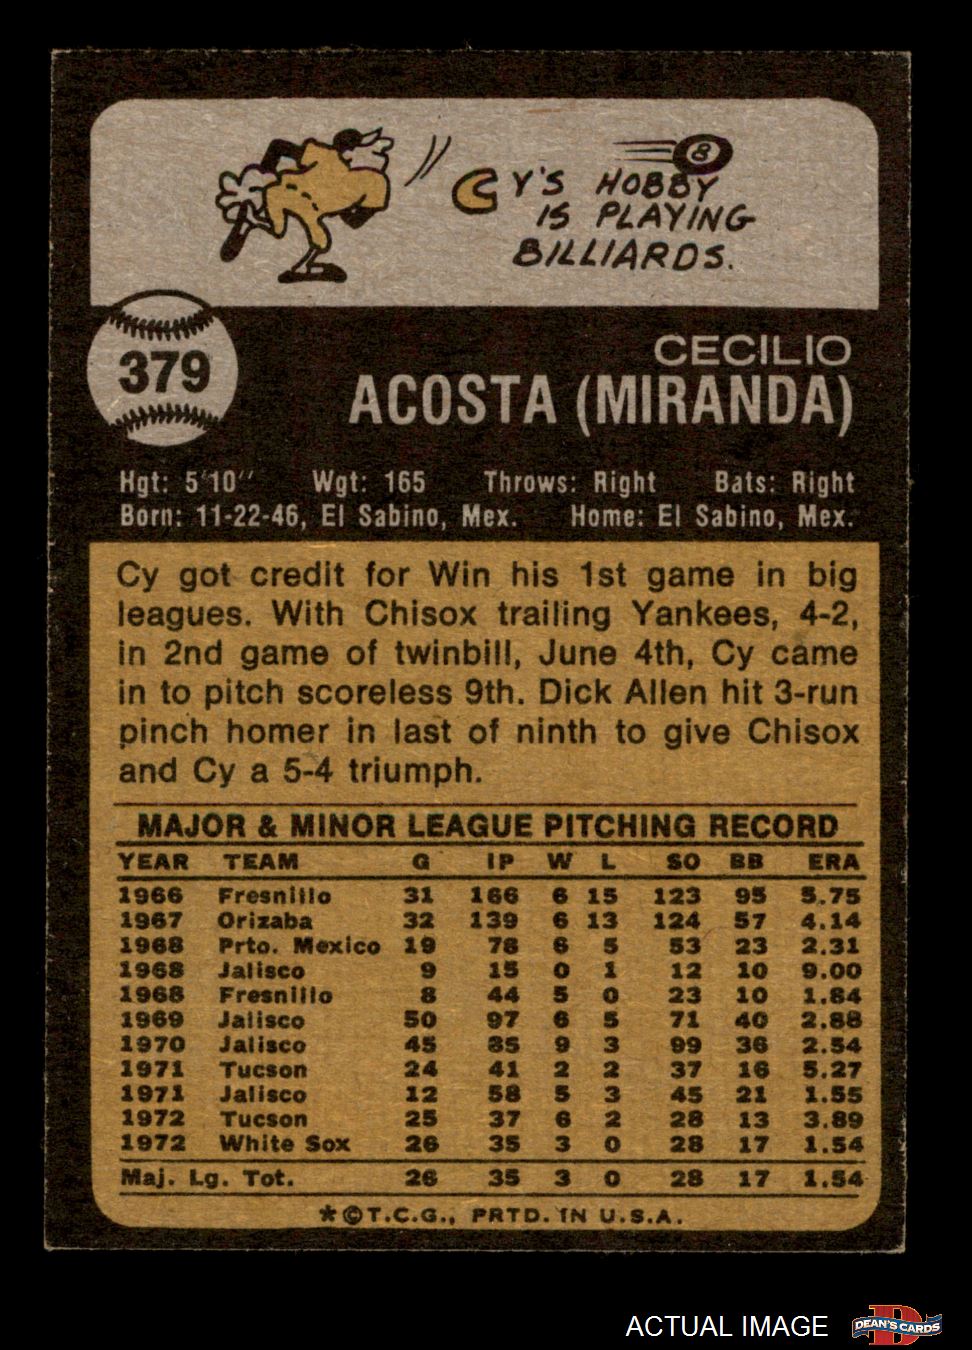 8
CY'S HOBBY
IS PLAYING
BILLIARDS.
379
CECILIO
ACOSTA (MIRANDA)
Hgt: 5'10" Wgt: 165 Throws: Right Bats: Right
Born: 11-22-46, El Sabino, Mex. Home: El Sabino, Mex.
Cy got credit for Win his 1st game in big
leagues. With Chisox trailing Yankees, 4-2,
in 2nd game of twinbill, June 4th, Cy came
in to pitch scoreless 9th. Dick Allen hit 3-run
pinch homer in last of ninth to give Chisox
and Cy a 5-4 triumph.
MAJOR & MINOR LEAGUE PITCHING RECORD
YEAR TEAM G IP W L SO BB ERA
1966 Fresnillo 31 166 6 15 123 95 5.75
1967 Orizaba 32 139 6 13 124 57 4.14
1968 Prto. Mexico 19 78 6 5 53 23 2.31
1968 Jalisco 9 15 0 1 12 10 9.00
1968 Fresnillo 8 44 5 0 23 10 1.84
1969 Jalisco 50 97 6 5 71 40 2.88
1970 Jalisco 45 85 9 3 99 36 2.54
1971 Tucson 24 41 2 2 37 16 5.27
1971 Jalisco 12 58 5 3 45 21 1.55
1972 Tucson 25 37 6 2 28 13 3.89
1972 White Sox 26 35 3 0 28 17 1.54
Maj. Lg. Tot. 26 35 3 0 28 17 1.54
*©T.C.G., PRTD. IN U.S.A.
ACTUAL IMAGE
D
DEAN'S CARDS